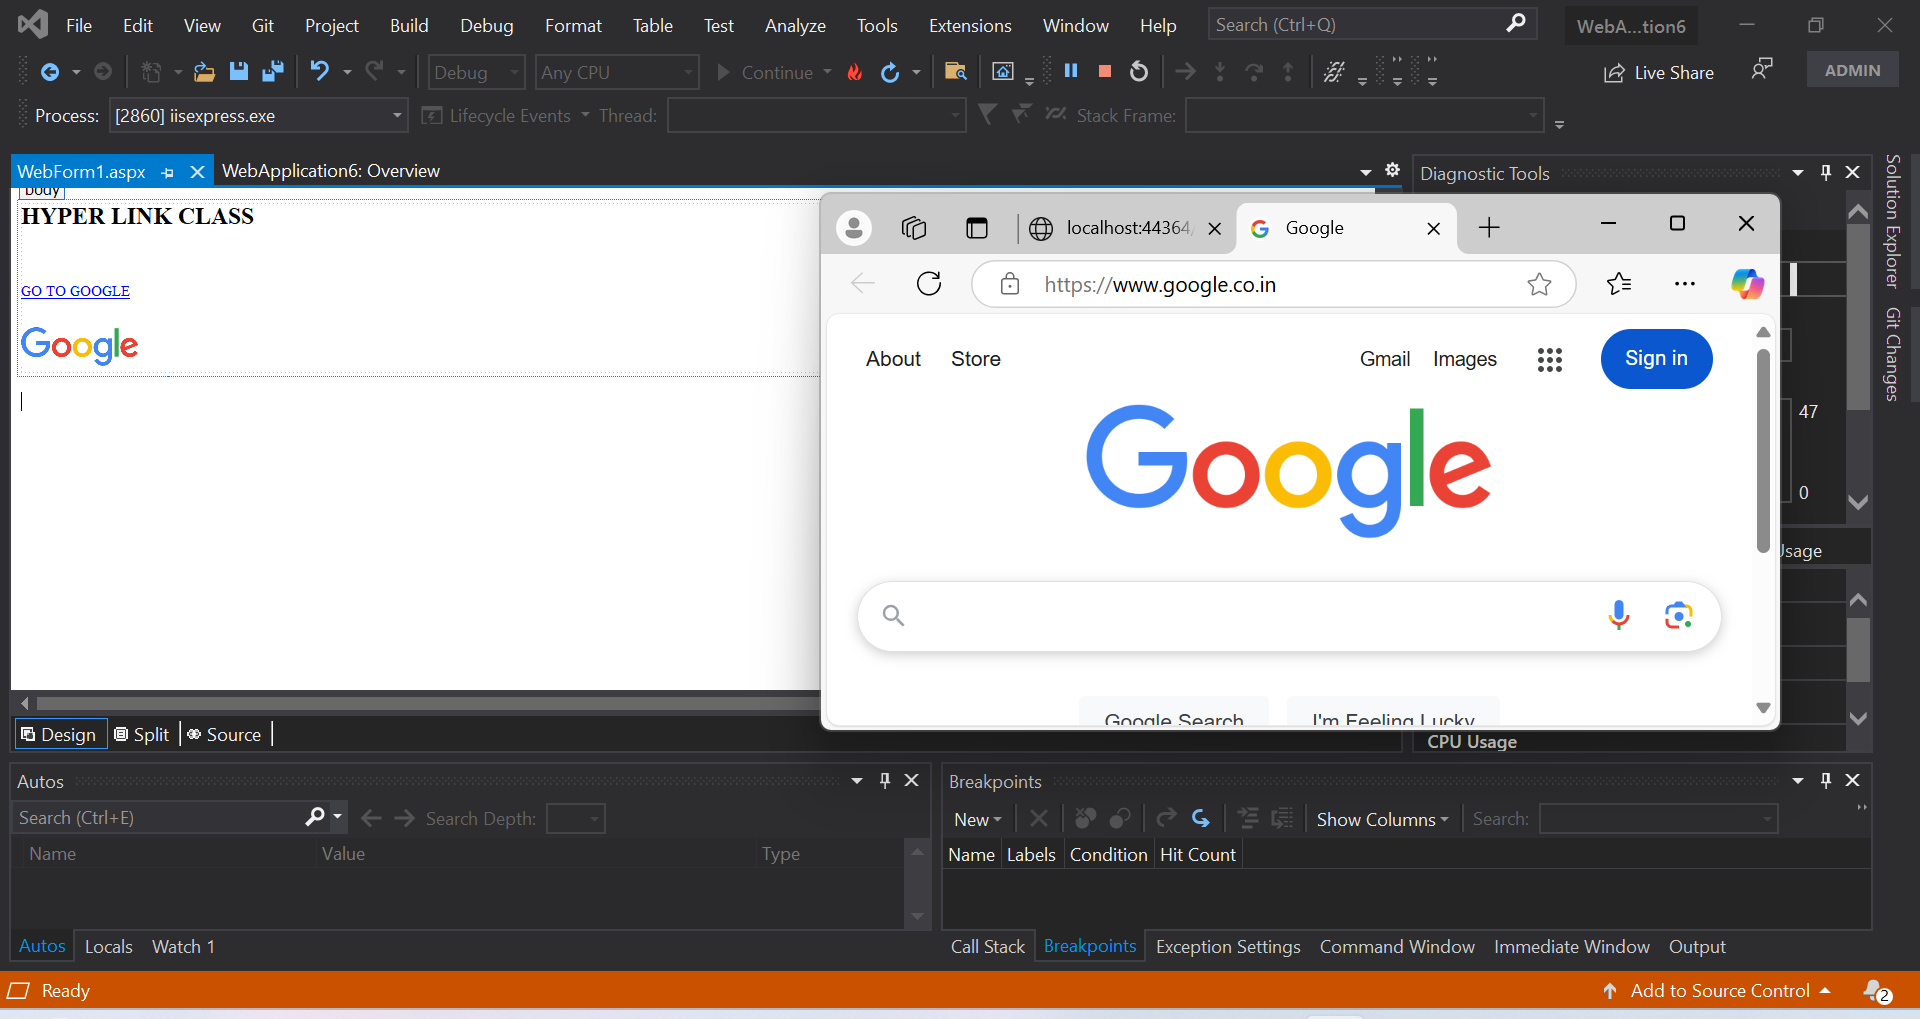 File Edit View Git Project Build Debug Format Table Test Analyze Tools Extensions Window Help Search (Ctrl+Q) WebA...tion6
Debug Any CPU Continue Live Share ADMIN
Process: [2860] iisexpress.exe Lifecycle Events Thread: Stack Frame:
WebForm1.aspx WebApplication6: Overview
Diagnostic Tools
Solution Explorer
Git Changes
body
HYPER LINK CLASS
GO TO GOOGLE
Google
localhost:44364/ Google
https://www.google.co.in
About Store Gmail Images Sign in
Google
Google Search I'm Feeling Lucky
47
0
Usage
CPU Usage
Design Split Source
Autos
Search (Ctrl+E) Search Depth:
Name Value Type
Autos Locals Watch 1
Breakpoints
New Show Columns Search:
Name Labels Condition Hit Count
Call Stack Breakpoints Exception Settings Command Window Immediate Window Output
Ready Add to Source Control 2